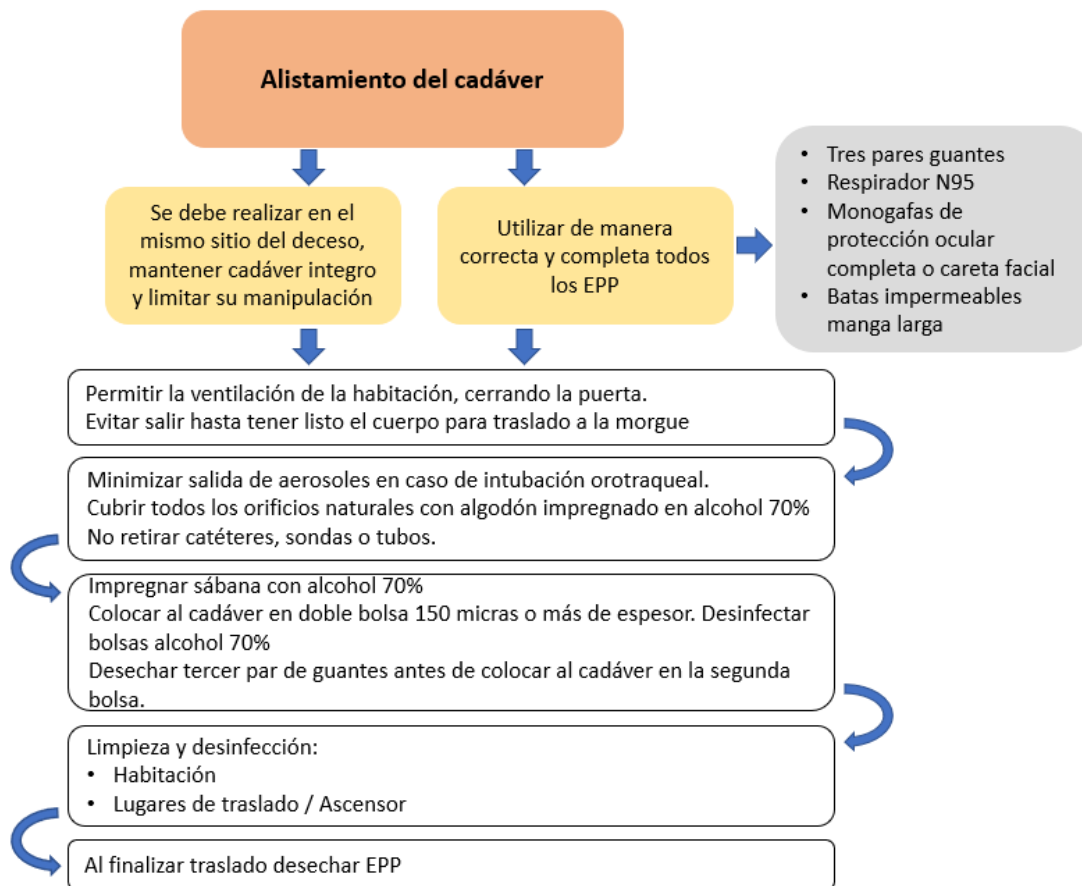 Alistamiento del cadáver
Se debe realizar en el
mismo sitio del deceso,
mantener cadáver integro
y limitar su manipulación
Utilizar de manera
correcta y completa todos
los EPP
• Tres pares guantes
• Respirador N95
• Monogafas de
protección ocular
completa o careta facial
• Batas impermeables
manga larga
Permitir la ventilación de la habitación, cerrando la puerta.
Evitar salir hasta tener listo el cuerpo para traslado a la morgue
Minimizar salida de aerosoles en caso de intubación orotraqueal.
Cubrir todos los orificios naturales con algodón impregnado en alcohol 70%
No retirar catéteres, sondas o tubos.
Impregnar sábana con alcohol 70%
Colocar al cadáver en doble bolsa 150 micras o más de espesor. Desinfectar
bolsas alcohol 70%
Desechar tercer par de guantes antes de colocar al cadáver en la segunda
bolsa.
Limpieza y desinfección:
• Habitación
• Lugares de traslado / Ascensor
Al finalizar traslado desechar EPP